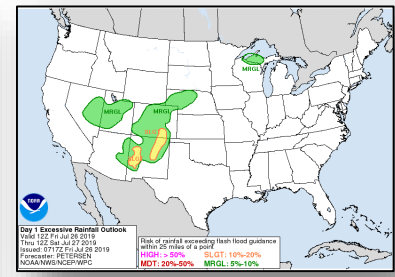 MRGL
MRGL
MRGL
SLGT
SLGT
noaa
Day 1 Excessive Rainfall Outlook
Valid 12Z Fri Jul 26 2019
Thru 12Z Sat Jul 27 2019
Issued: 0717Z Fri Jul 26 2019
Forecaster: PETERSEN
NOAA/NWS/NCEP/WPC
Risk of rainfall exceeding flash flood guidance
within 25 miles of a point
HIGH: > 50% SLGT: 10%-20%
MDT: 20%-50% MRGL: 5%-10%